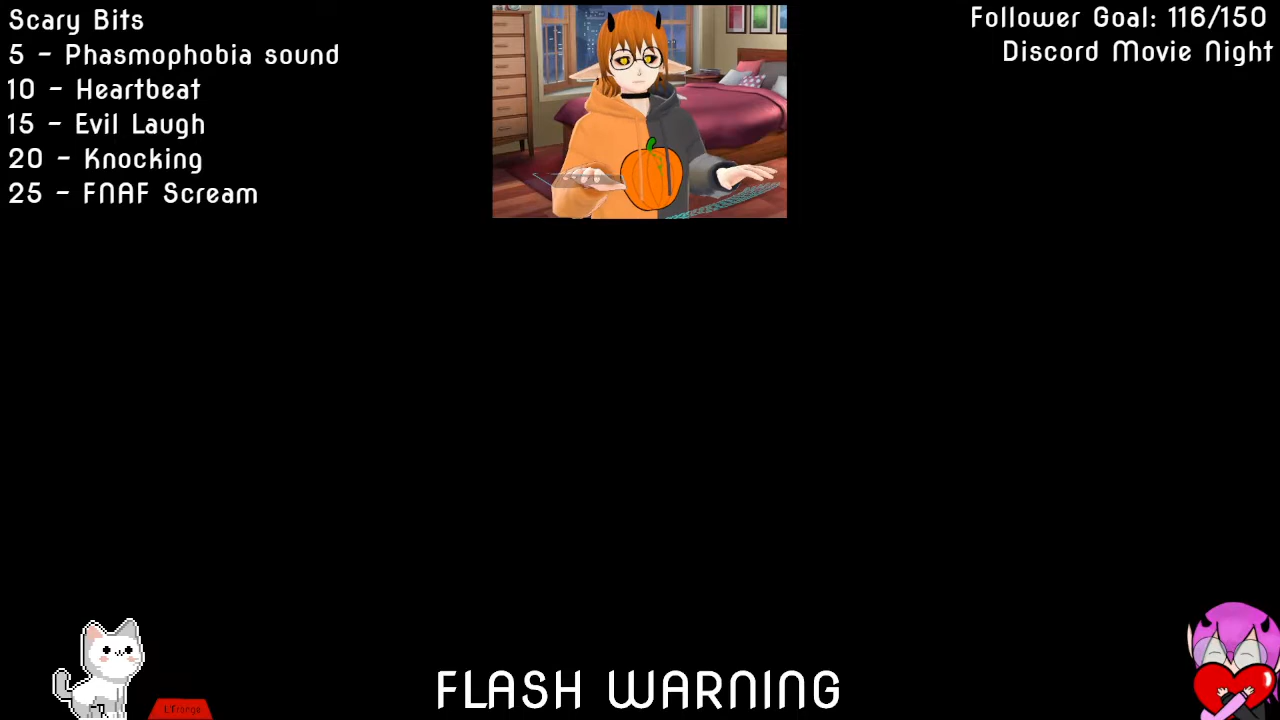 Scary Bits
5 - Phasmophobia sound
10 - Heartbeat
15 - Evil Laugh
20 - Knocking
25 - FNAF Scream
Follower Goal: 116/150
Discord Movie Night
FLASH WARNING